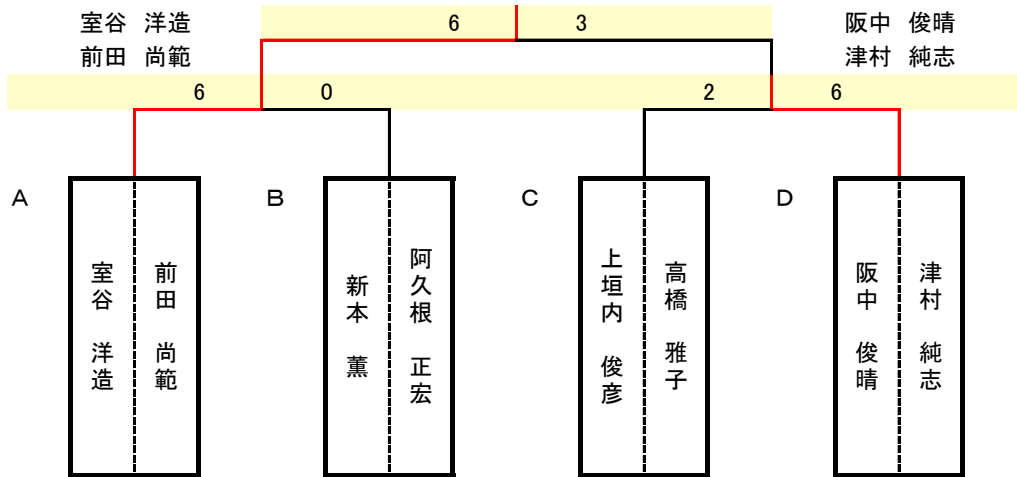 室谷 洋造
前田 尚範
6 3
阪中 俊晴
津村 純志
6 0
2 6
A
室谷 洋造
前田 尚範
B
新本 薫
阿久根 正宏
C
上垣内 俊彦
高橋 雅子
D
阪中 俊晴
津村 純志